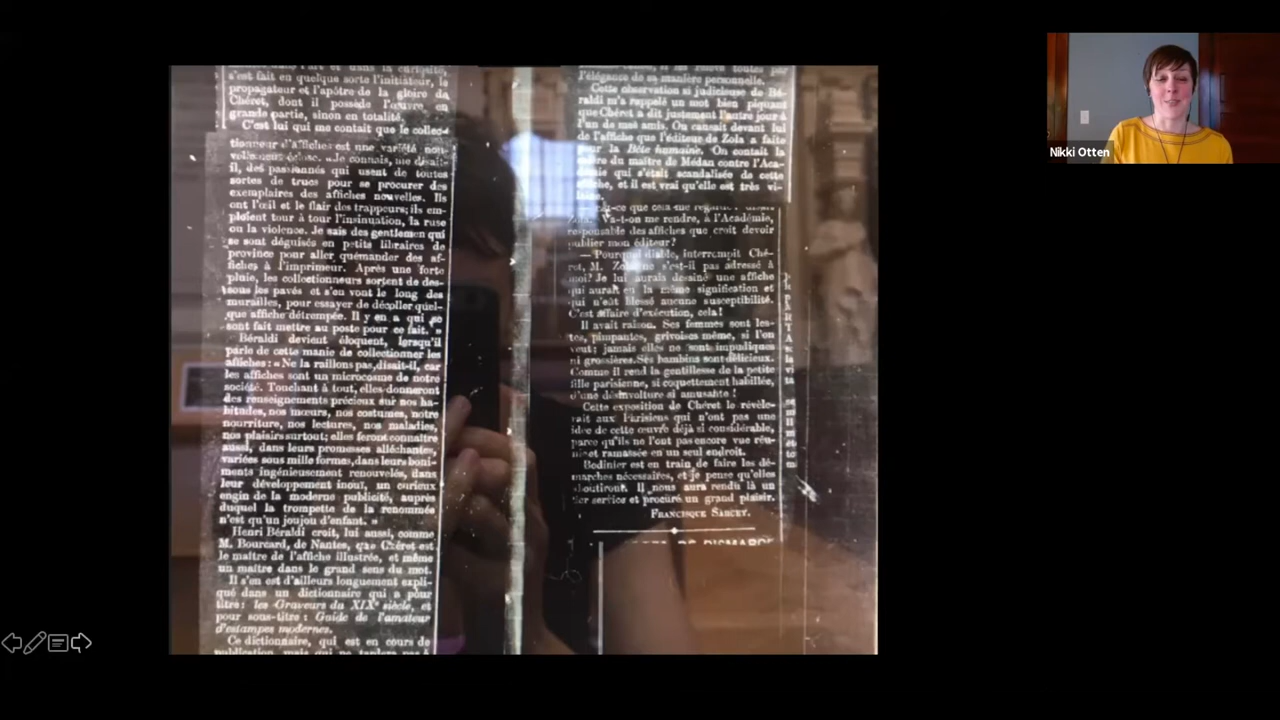 s'est fait en quelque sorte l'initiateur, le
propagateur et l'apôtre de la gloire de
Chéret, dont il possède l'œuvre en
grande partie, sinon en totalité.
C'est lui qui me contait que le collec-
tionneur d'affiches est une variété nou-
vellement éclose. «Je connais, me disait-
il, des passionnés qui usent de toutes
sortes de trucs pour se procurer des
exemplaires des affiches nouvelles. Ils
ont l'œil et le flair des trappeurs; ils em-
ploient tour à tour l'insinuation, la ruse
ou la violence. Je sais des gentlemen qui
se sont déguisés en petits libraires de
province pour aller quémander des af-
fiches à l'imprimeur. Après une forte
pluie, les collectionneurs sortent de des-
sous les pavés et s'en vont le long des
murailles, pour essayer de décoller quel-
que affiche détrempée. Il y en a qui se
sont fait mettre au poste pour ce fait. »
Béraldi devient éloquent, lorsqu'il
parle de cette manie de collectionner les
affiches: «Ne la raillons pas, disait-il, car
les affiches sont un microcosme de notre
société. Touchant à tout, elles donneront
des renseignements précieux sur nos ha-
bitudes, nos mœurs, nos costumes, notre
nourriture, nos lectures, nos maladies,
nos plaisirs surtout; elles feront connaître
aussi, dans leurs promesses alléchantes,
variées sous mille formes, dans leurs boni-
ments ingénieusement renouvelés, dans
leur développement inouï, un curieux
engin de la moderne publicité, auprès
duquel la trompette de la renommée
n'est qu'un joujou d'enfant. »
Henri Béraldi croit, lui aussi, comme
M. Bourcard, de Nantes, que Chéret est
le maître de l'affiche illustrée, et même
un maître dans le grand sens du mot.
Il s'en est d'ailleurs longuement expli-
qué dans un dictionnaire qui a pour
titre: les Graveurs du XIXe siècle, et
pour sous-titre: Guide de l'amateur
d'estampes modernes.
Ce dictionnaire, qui est en cours de
l'élégance de sa manière personnelle.
Cette observation si judicieuse de Bé-
raldi m'a rappelé un mot bien piquant
que Chéret a dit justement l'autre jour à
l'un de mes amis. On causait devant lui
de l'affiche que l'éditeur de Zola a faite
pour la Bête humaine. On contait la
du maître de Médan contre l'Aca-
démie qui s'était scandalisée de cette
affiche, et il est vrai qu'elle est très vi-
laine.
Va-t-on me rendre, à l'Académie,
responsable des affiches que croit devoir
publier mon éditeur?
— Pourquoi diable, interrompit Ché-
ret, M. Zola ne s'est-il pas adressé à
moi? Je lui aurais dessiné une affiche
qui aurait eu la même signification et
qui n'eût blessé aucune susceptibilité.
C'est affaire d'exécution, cela!
Il avait raison. Ses femmes sont les-
tes, pimpantes, grivoises même, si l'on
veut; jamais elles ne sont impudiques
ni grossières. Ses bambins sont délicieux.
Comme il rend la gentillesse de la petite
fille parisienne, si coquettement habillée,
d'une désinvolture si amusante!
Cette exposition de Chéret le révéle-
rait aux Parisiens qui n'ont pas une
idée de cette œuvre déjà si considérable,
parce qu'ils ne l'ont pas encore vue réu-
nie et ramassée en un seul endroit.
Bodinier est en train de faire les dé-
marches nécessaires, et je pense qu'elles
aboutiront. Il nous aura rendu là un
fier service et procuré un grand plaisir.
FRANCISQUE SARCEY.
Nikki Otten